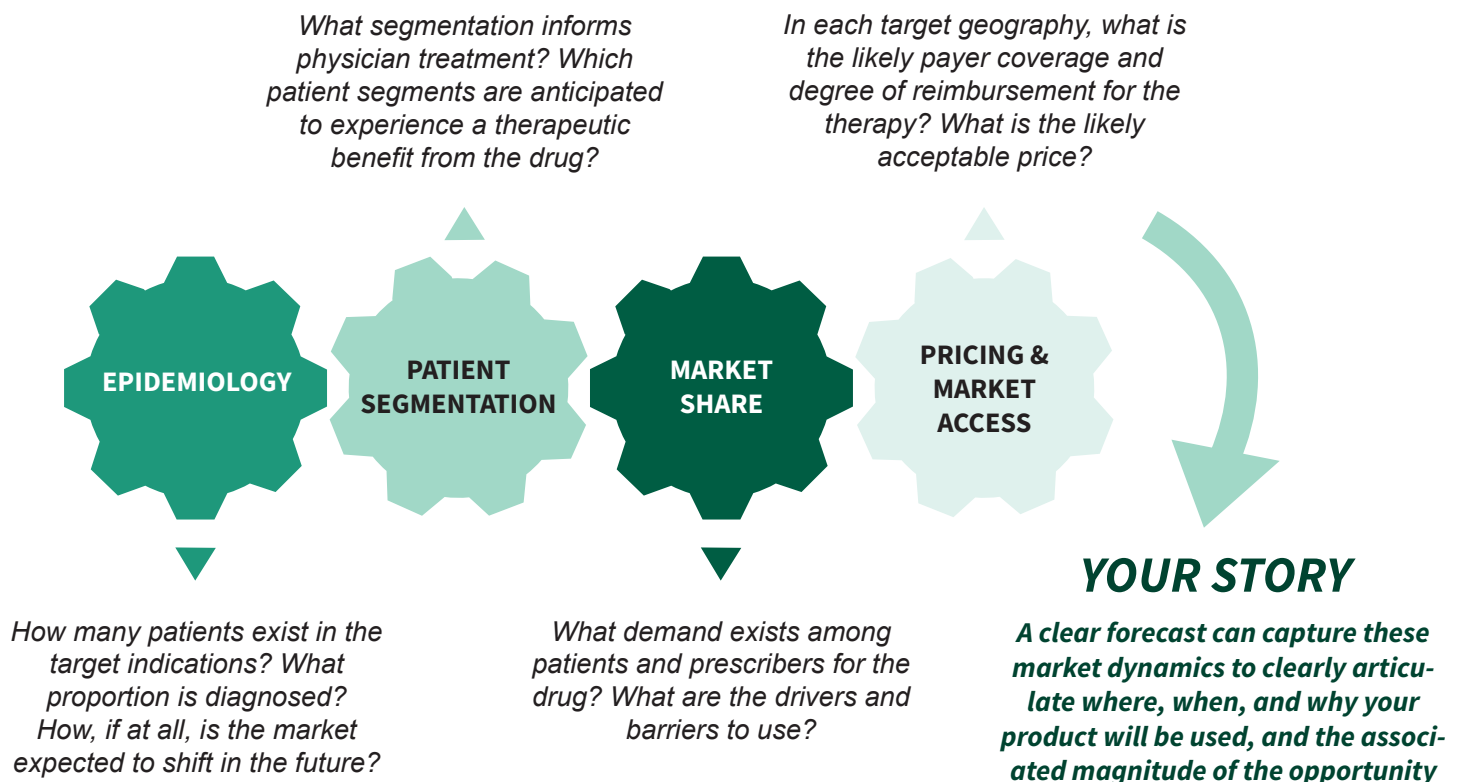 What segmentation informs
physician treatment? Which
patient segments are anticipated
to experience a therapeutic
benefit from the drug?
In each target geography, what is
the likely payer coverage and
degree of reimbursement for the
therapy? What is the likely
acceptable price?
EPIDEMIOLOGY
PATIENT
SEGMENTATION
MARKET
SHARE
PRICING &
MARKET
ACCESS
How many patients exist in the
target indications? What
proportion is diagnosed?
How, if at all, is the market
expected to shift in the future?
What demand exists among
patients and prescribers for the
drug? What are the drivers and
barriers to use?
YOUR STORY
A clear forecast can capture these
market dynamics to clearly articu-
late where, when, and why your
product will be used, and the associ-
ated magnitude of the opportunity